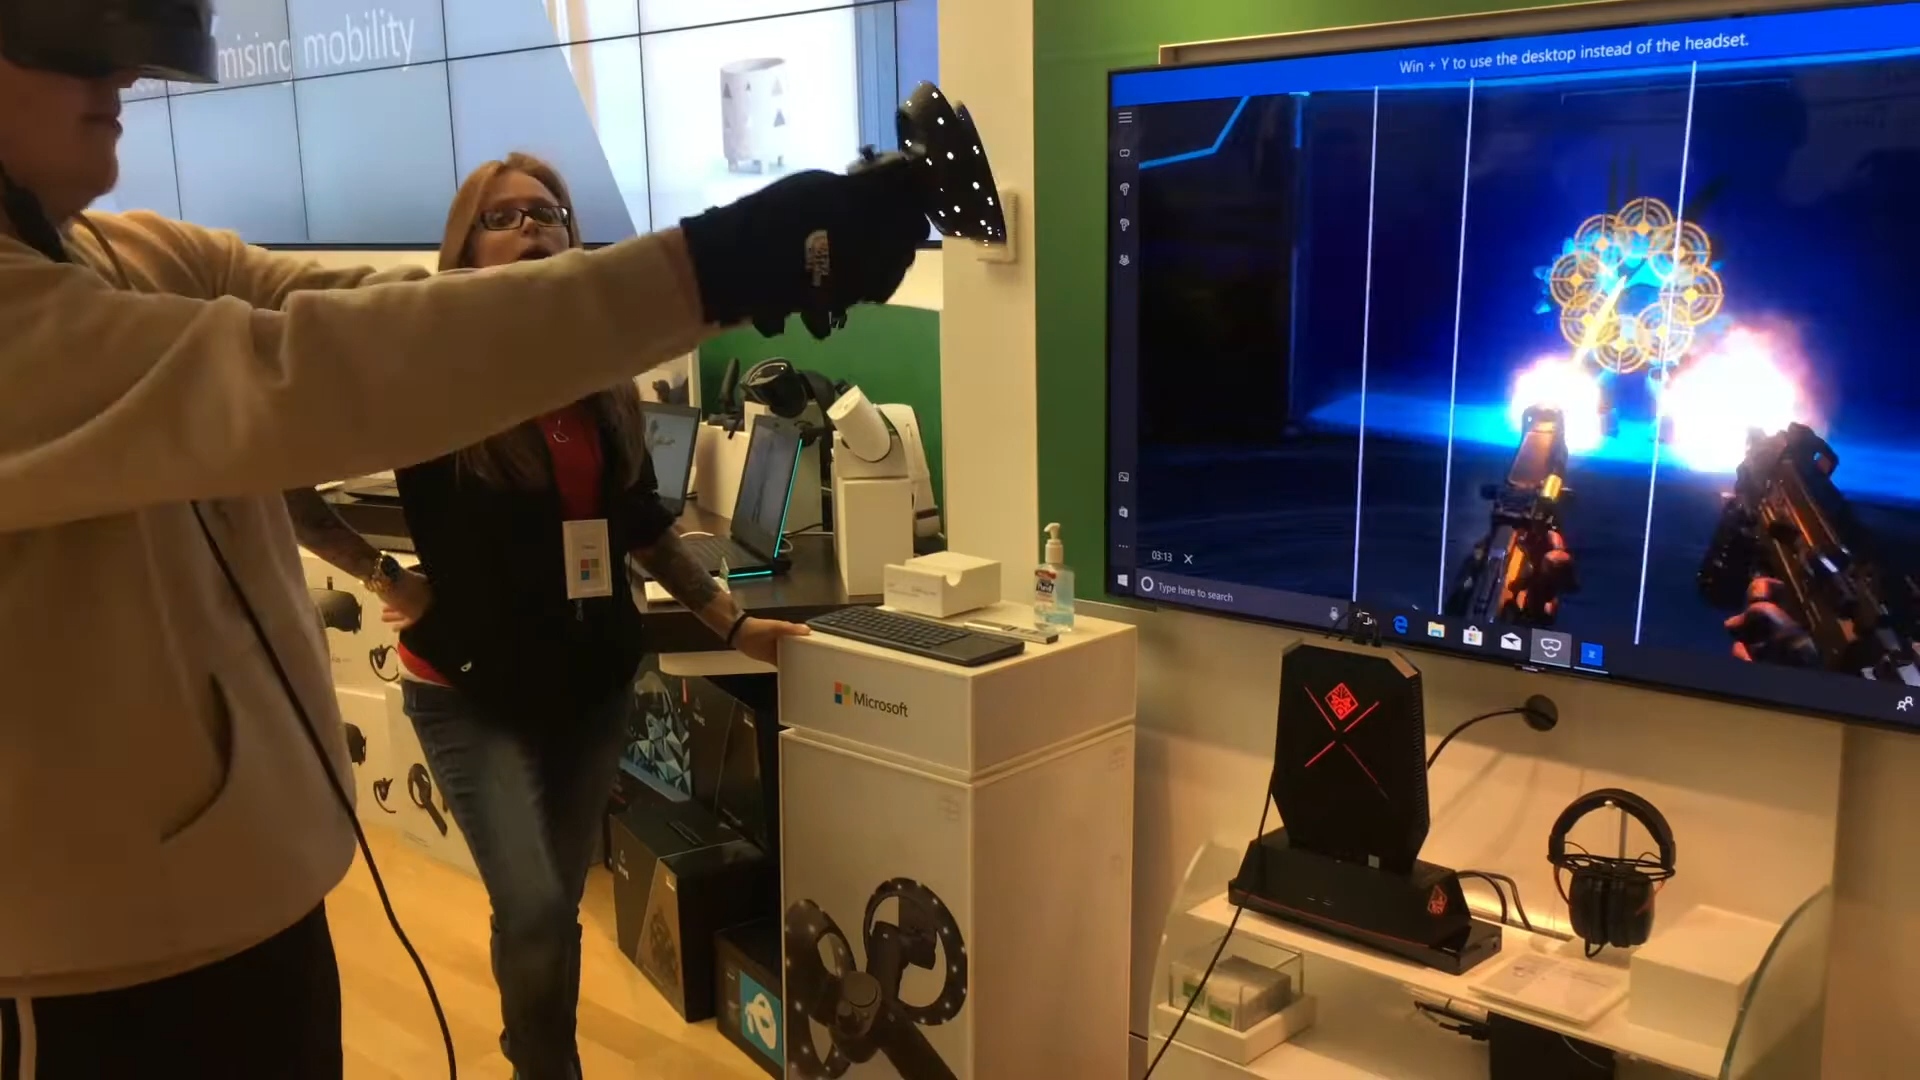 mising mobility
Win + Y to use the desktop instead of the headset.
03:13
Type here to search
Microsoft